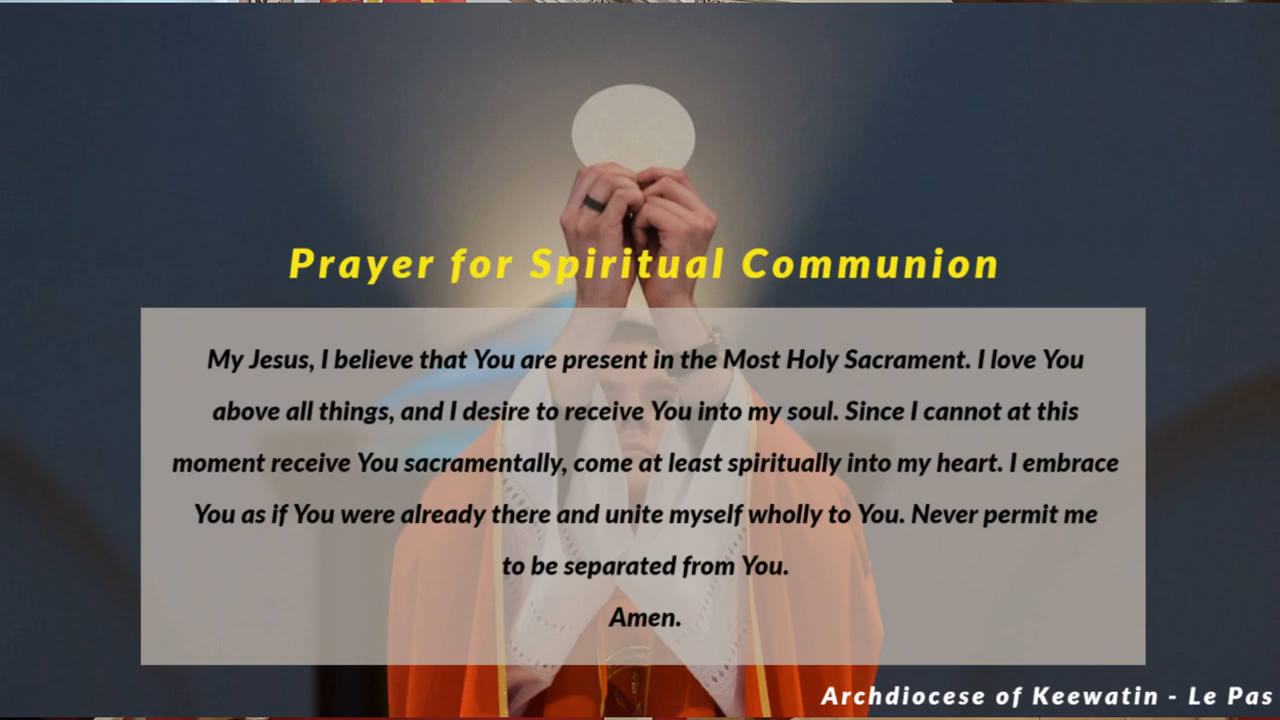 Prayer for Spiritual Communion
My Jesus, I believe that You are present in the Most Holy Sacrament. I love You
above all things, and I desire to receive You into my soul. Since I cannot at this
moment receive You sacramentally, come at least spiritually into my heart. I embrace
You as if You were already there and unite myself wholly to You. Never permit me
to be separated from You.
Amen.
Archdiocese of Keewatin - Le Pas